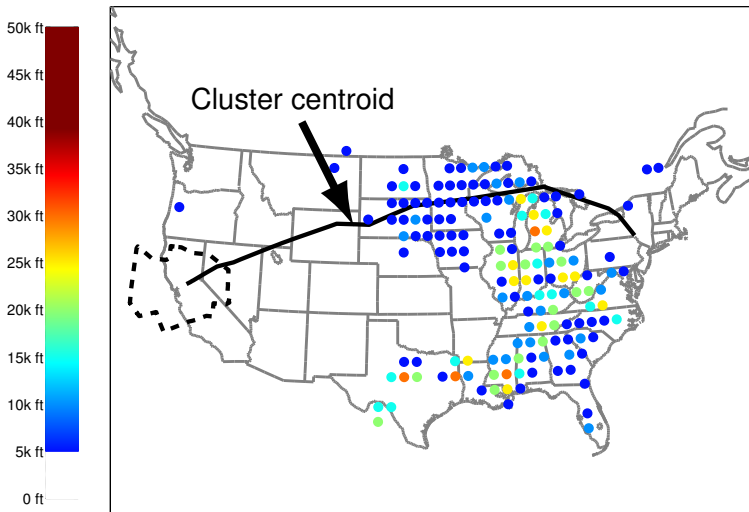 50k ft
45k ft
40k ft
35k ft
30k ft
25k ft
20k ft
15k ft
10k ft
5k ft
0 ft
Cluster centroid